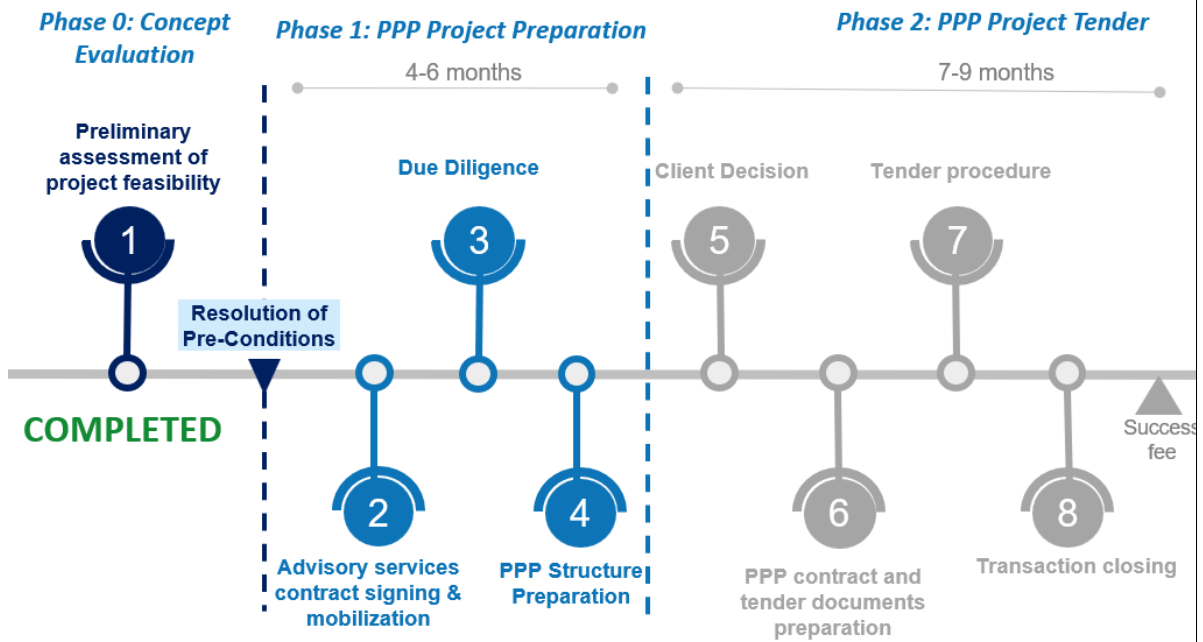 Phase 0: Concept
Evaluation
Phase 1: PPP Project Preparation
Phase 2: PPP Project Tender
4-6 months
7-9 months
Preliminary
assessment of
project feasibility
Due Diligence
Client Decision
Tender procedure
1
3
5
7
Resolution of
Pre-Conditions
COMPLETED
Success
fee
2
4
6
8
Advisory services
contract signing &
mobilization
PPP Structure
Preparation
PPP contract and
tender documents
preparation
Transaction closing